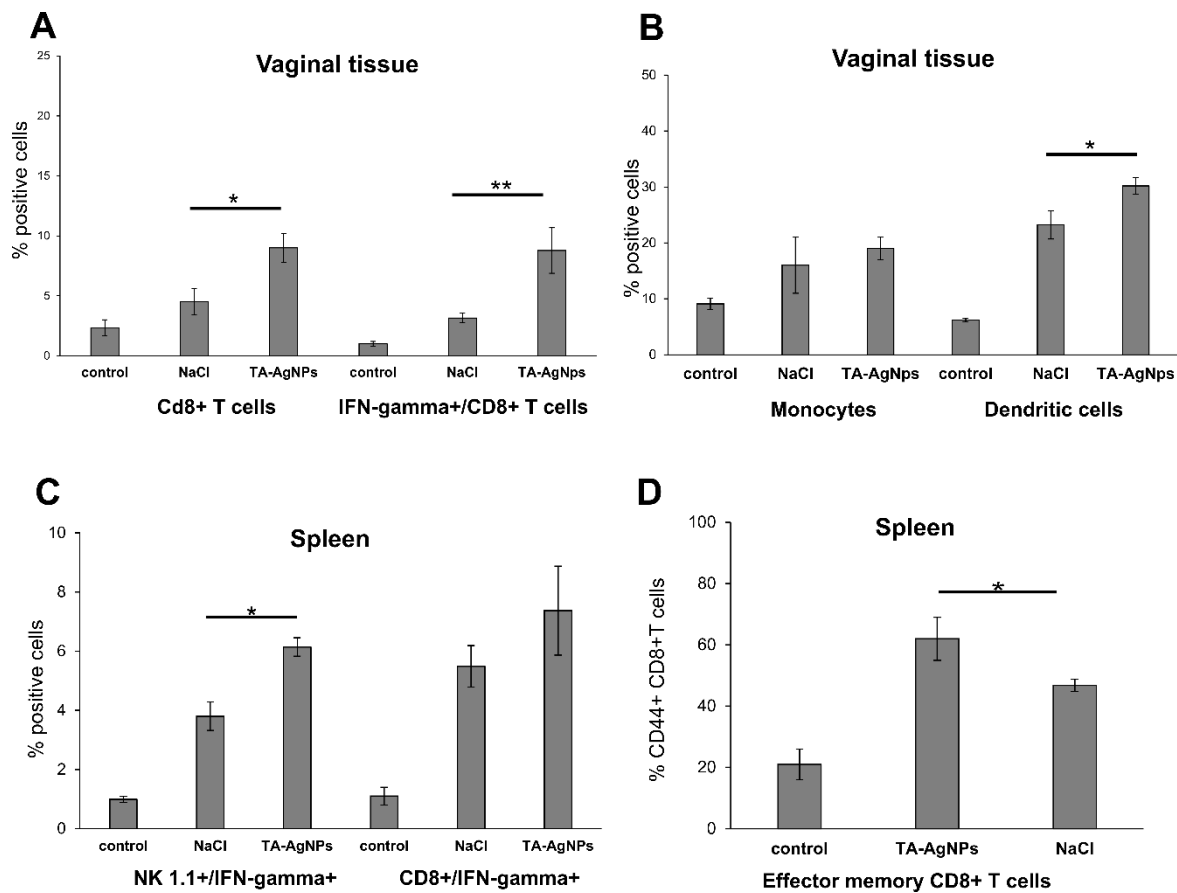 A
Vaginal tissue
% positive cells
25
20
15
10
5
0
*
**
control NaCl TA-AgNPs control NaCl TA-AgNPs
Cd8+ T cells IFN-gamma+/CD8+ T cells
B
Vaginal tissue
% positive cells
50
40
30
20
10
0
*
control NaCl TA-AgNps control NaCl TA-AgNPs
Monocytes Dendritic cells
C
Spleen
% positive cells
10
8
6
4
2
0
*
control NaCl TA-AgNPs control NaCl TA-AgNPs
NK 1.1+/IFN-gamma+ CD8+/IFN-gamma+
D
Spleen
% CD44+ CD8+T cells
100
80
60
40
20
0
*
control TA-AgNPs NaCl
Effector memory CD8+ T cells